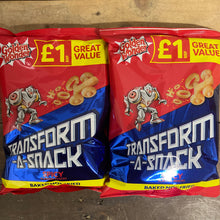 Golden Wonder
£1
GREAT
VALUE
TRANSFORM
-A-SNACK
BAKED NOT FRIED
Golden Wonder
£1
GREAT
VALUE
TRANSFORM
-A-SNACK
BAKED NOT FRIED